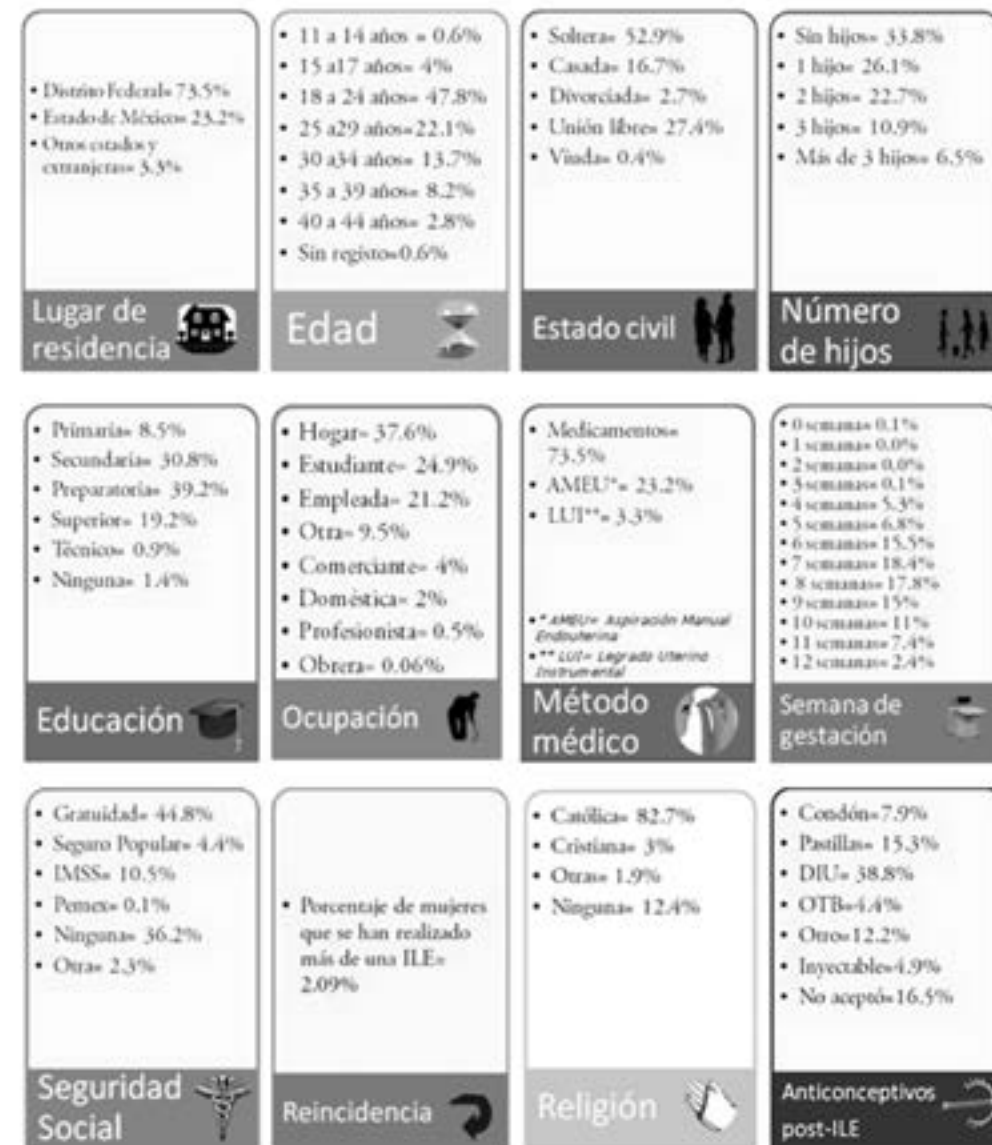 • Distrito Federal= 73.5%
• Estado de México= 23.2%
• Otros estados y
extranjeras= 3.3%
Lugar de
residencia
• 11 a 14 años = 0.6%
• 15 a17 años= 4%
• 18 a 24 años= 47.8%
• 25 a29 años=22.1%
• 30 a34 años= 13.7%
• 35 a 39 años= 8.2%
• 40 a 44 años= 2.8%
• Sin registo=0.6%
Edad
• Soltera= 52.9%
• Casada= 16.7%
• Divorciada= 2.7%
• Unión libre= 27.4%
• Viuda= 0.4%
Estado civil
• Sin hijos= 33.8%
• 1 hijo= 26.1%
• 2 hijos= 22.7%
• 3 hijos= 10.9%
• Más de 3 hijos= 6.5%
Número
de hijos
• Primaria= 8.5%
• Secundaria= 30.8%
• Preparatoria= 39.2%
• Superior= 19.2%
• Técnico= 0.9%
• Ninguna= 1.4%
Educación
• Hogar= 37.6%
• Estudiante= 24.9%
• Empleada= 21.2%
• Otra= 9.5%
• Comerciante= 4%
• Doméstica= 2%
• Profesionista= 0.5%
• Obrera= 0.06%
Ocupación
• Medicamentos=
73.5%
• AMEU*= 23.2%
• LUI**= 3.3%
• * AMEU= Aspiración Manual
Endouterina
• ** LUI= Legrado Uterino
Instrumental
Método
médico
• 0 semanas= 0.1%
• 1 semana= 0.0%
• 2 semanas= 0.0%
• 3 semanas= 0.1%
• 4 semanas= 5.3%
• 5 semanas= 6.8%
• 6 semanas= 15.5%
• 7 semanas= 18.4%
• 8 semanas= 17.8%
• 9 semanas= 15%
• 10 semanas= 11%
• 11 semanas= 7.4%
• 12 semanas= 2.4%
Semana de
gestación
• Gratuidad= 44.8%
• Seguro Popular= 4.4%
• IMSS= 10.5%
• Pemex= 0.1%
• Ninguna= 36.2%
• Otra= 2.3%
Seguridad
Social
• Porcentaje de mujeres
que se han realizado
más de una ILE=
2.09%
Reincidencia
• Católica= 82.7%
• Cristiana= 3%
• Otras= 1.9%
• Ninguna= 12.4%
Religión
• Condón=7.9%
• Pastillas= 15.3%
• DIU= 38.8%
• OTB=4.4%
• Otro=12.2%
• Inyectable=4.9%
• No aceptó=16.5%
Anticonceptivos
post-ILE